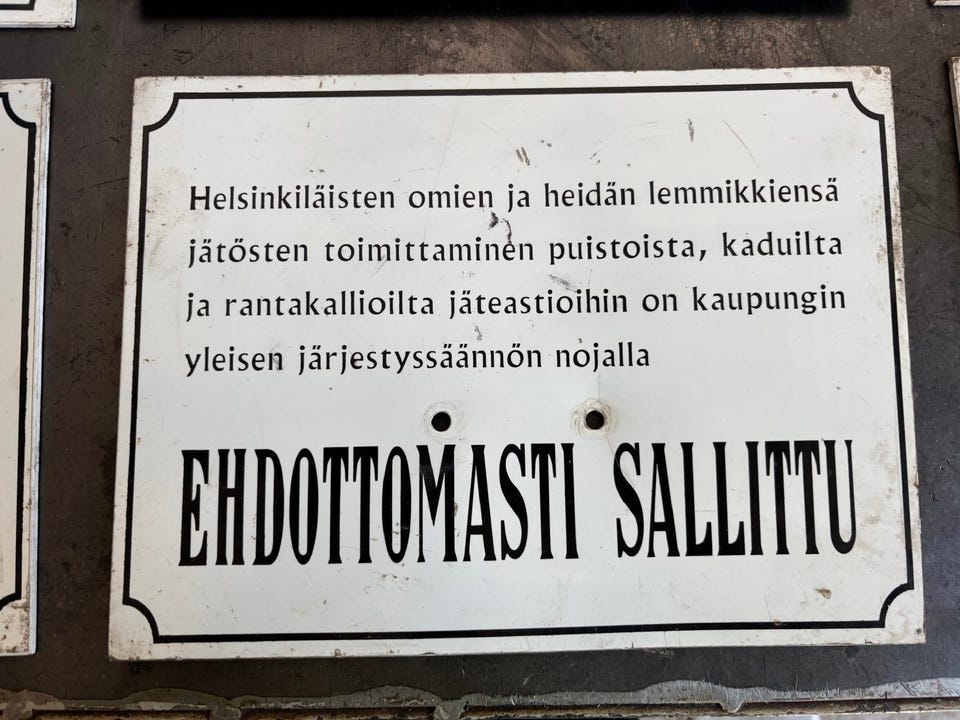 Helsinkiläisten omien ja heidän lemmikkiensä
jätösten toimittaminen puistoista, kaduilta
ja rantakallioilta jäteastioihin on kaupungin
yleisen järjestyssäännön nojalla
EHDOTTOMASTI SALLITTU